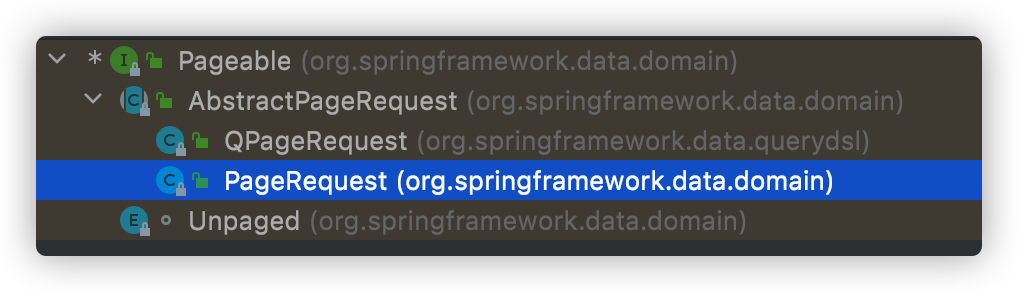 * I Pageable (org.springframework.data.domain)
C AbstractPageRequest (org.springframework.data.domain)
C QPageRequest (org.springframework.data.querydsl)
C PageRequest (org.springframework.data.domain)
E Unpaged (org.springframework.data.domain)